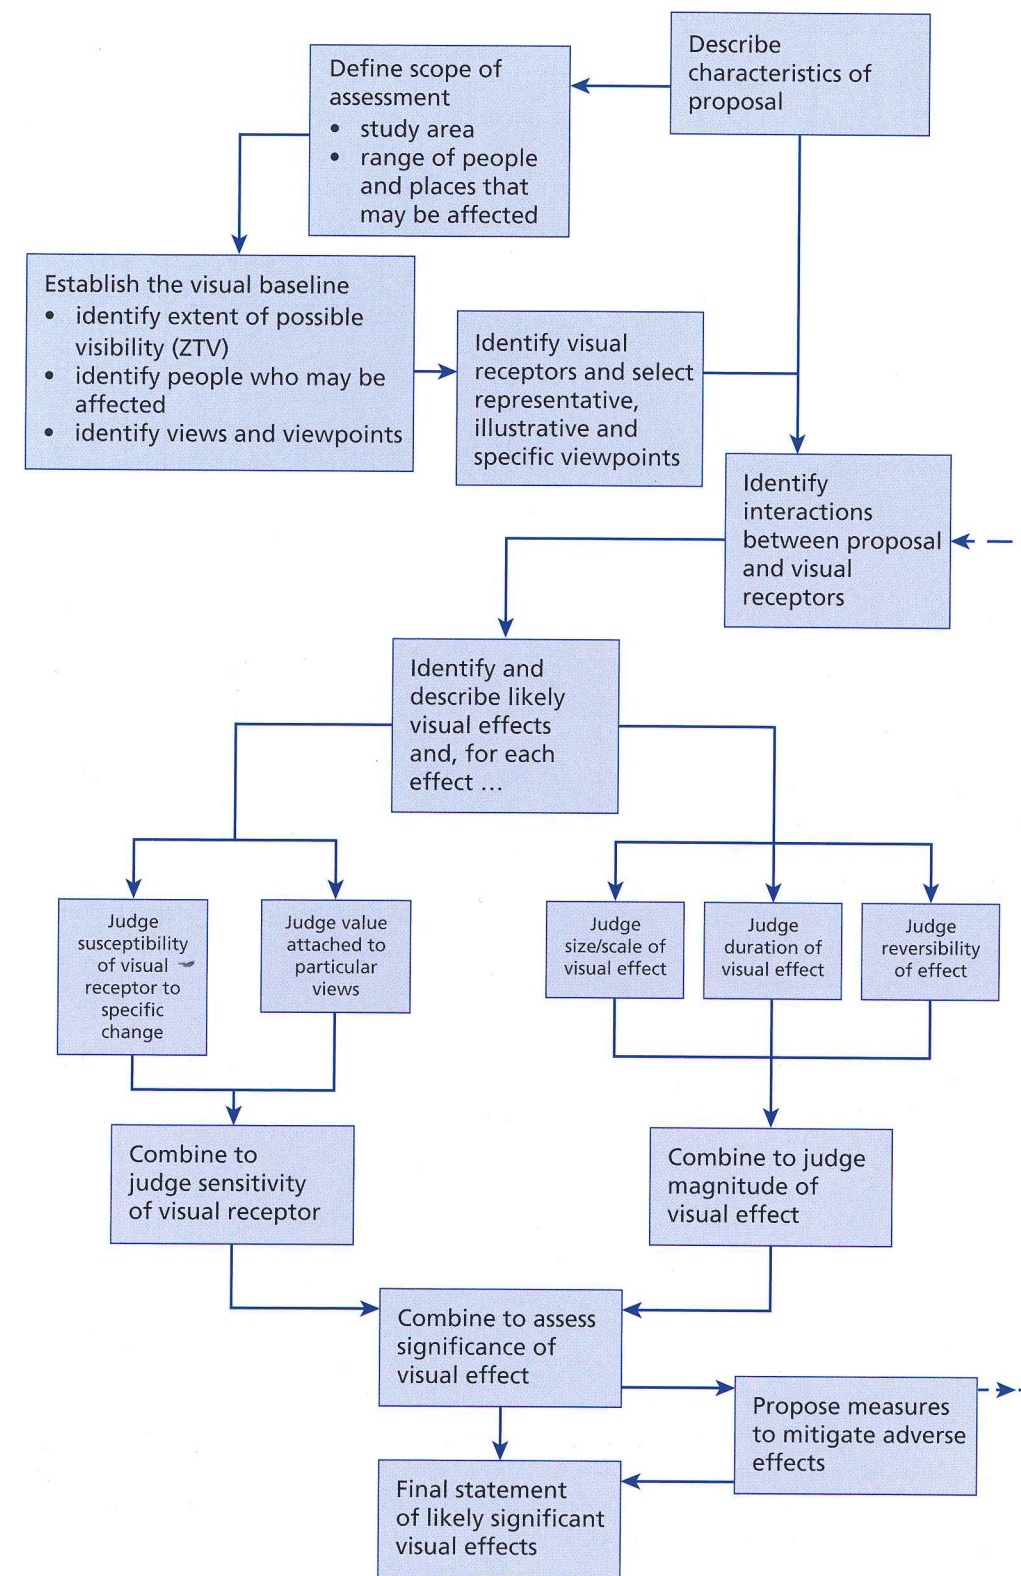 Describe
characteristics of
proposal
Define scope of
assessment
• study area
• range of people
and places that
may be affected
Establish the visual baseline
• identify extent of possible
visibility (ZTV)
• identify people who may be
affected
• identify views and viewpoints
Identify visual
receptors and select
representative,
illustrative and
specific viewpoints
Identify
interactions
between proposal
and visual
receptors
Identify and
describe likely
visual effects
and, for each
effect ...
Judge
susceptibility
of visual
receptor to
specific
change
Judge value
attached to
particular
views
Judge
size/scale of
visual effect
Judge
duration of
visual effect
Judge
reversibility
of effect
Combine to
judge sensitivity
of visual receptor
Combine to judge
magnitude of
visual effect
Combine to assess
significance of
visual effect
Propose measures
to mitigate adverse
effects
Final statement
of likely significant
visual effects